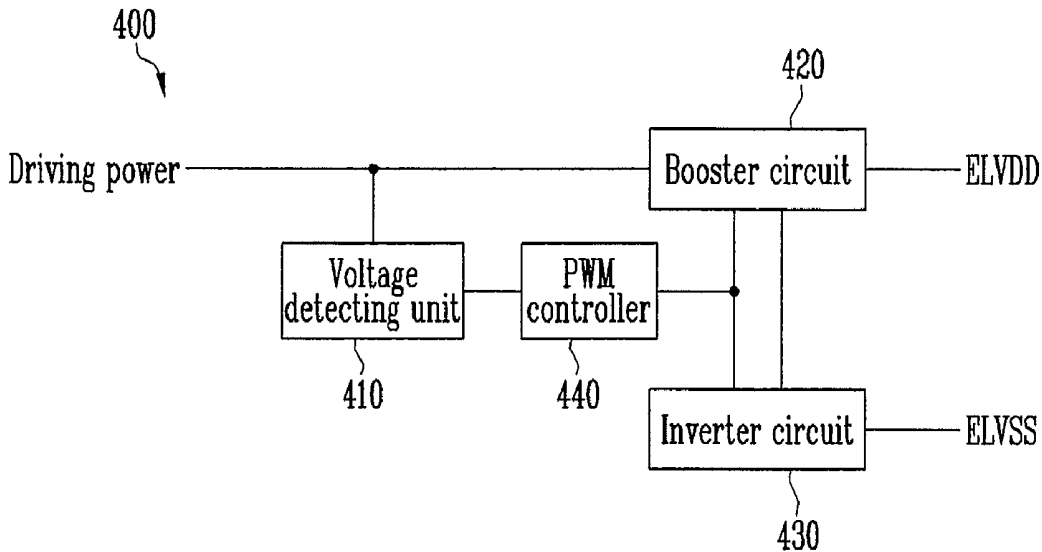 400
420
Driving power
Booster circuit
ELVDD
Voltage
detecting unit
PWM
controller
410
440
Inverter circuit
ELVSS
430